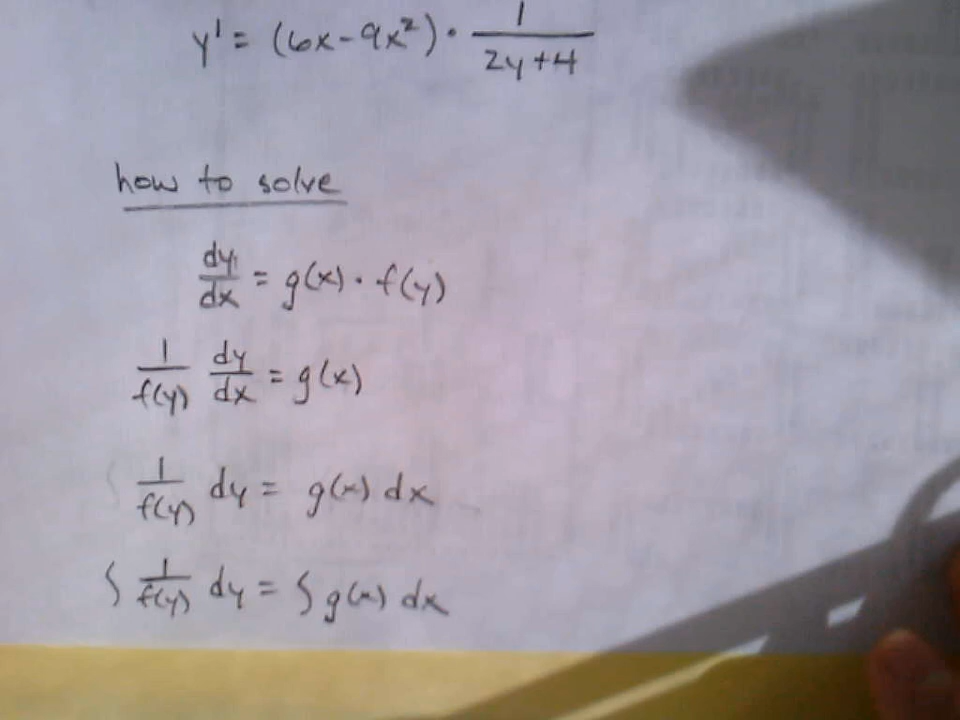 y' = (6x-9x²) · 1/(2y+4)
how to solve
dy/dx = g(x) · f(y)
1/f(y) dy/dx = g(x)
1/f(y) dy = g(x) dx
∫ 1/f(y) dy = ∫ g(x) dx